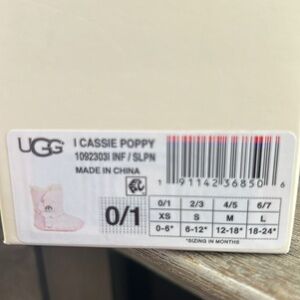 UGG
I CASSIE POPPY
1092303I INF / SLPN
MADE IN CHINA
1 91142 36850 6
0/1
0/1 2/3 4/5 6/7
XS S M L
0-6* 6-12* 12-18* 18-24*
*SIZING IN MONTHS